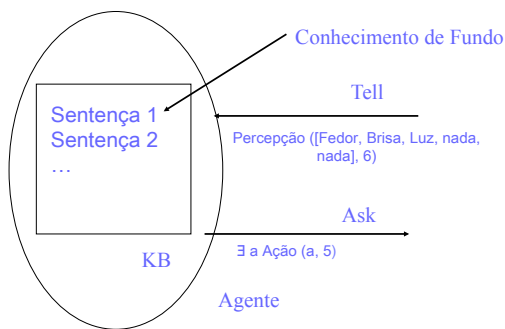 Conhecimento de Fundo
Tell
Sentença 1
Sentença 2
...
Percepção ([Fedor, Brisa, Luz, nada,
nada], 6)
Ask
∃ a Ação (a, 5)
KB
Agente